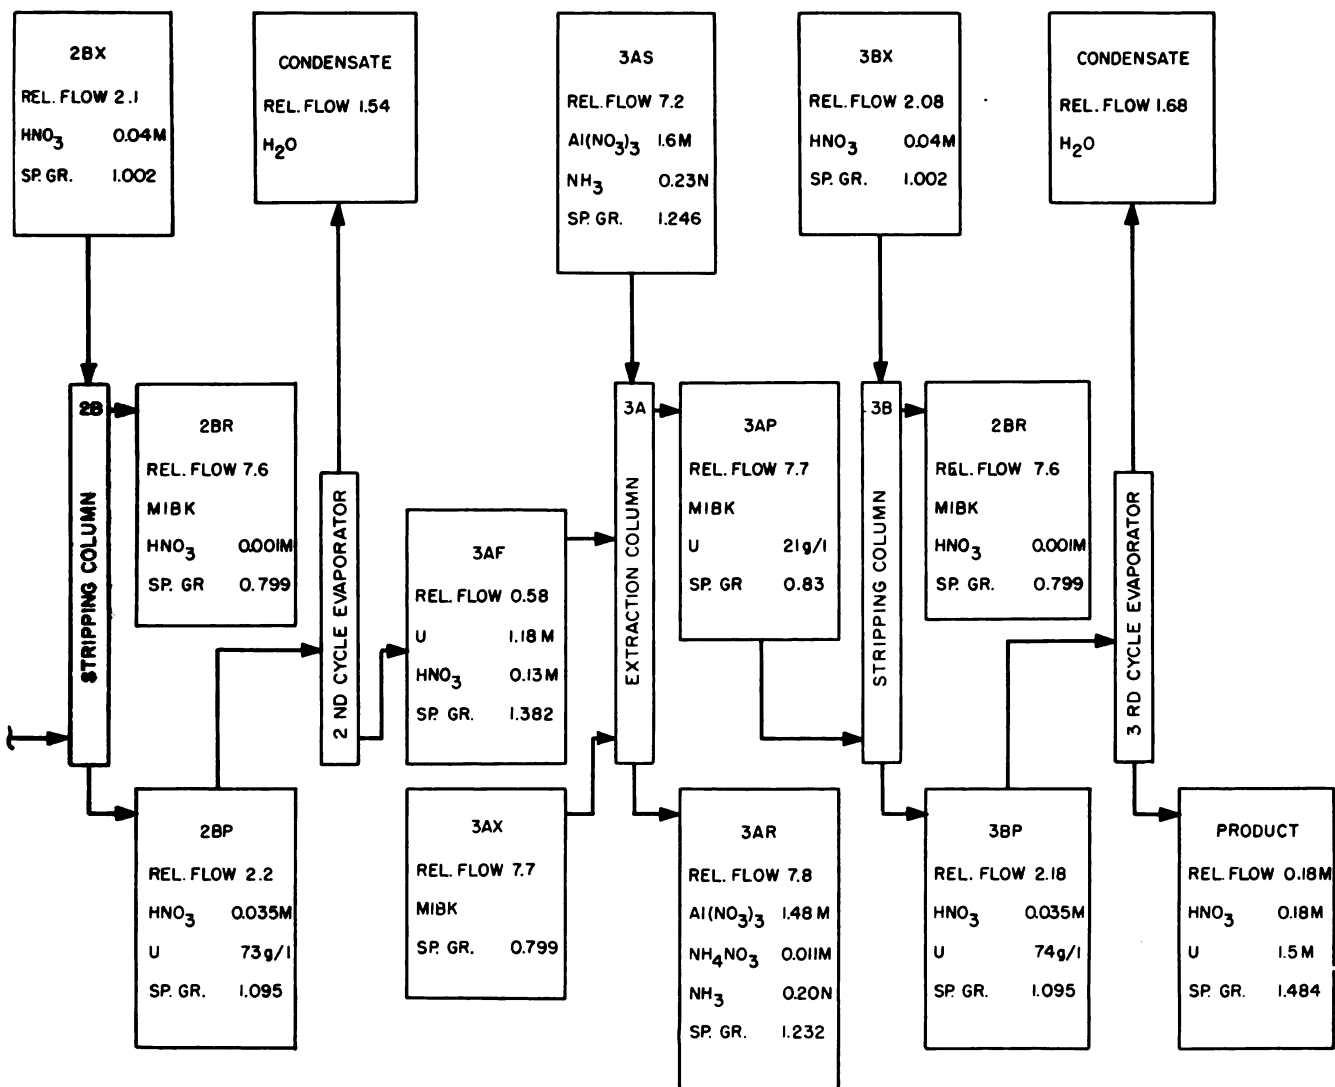 2BX
REL. FLOW 2.1
HNO3 0.04M
SP. GR. 1.002
CONDENSATE
REL. FLOW 1.54
H2O
3AS
REL. FLOW 7.2
Al(NO3)3 1.6M
NH3 0.23N
SP. GR. 1.246
3BX
REL. FLOW 2.08
HNO3 0.04M
SP. GR. 1.002
CONDENSATE
REL. FLOW 1.68
H2O
2B
STRIPPING COLUMN
2BR
REL. FLOW 7.6
MIBK
HNO3 0.001M
SP. GR 0.799
2 ND CYCLE EVAPORATOR
3AF
REL. FLOW 0.58
U 1.18 M
HNO3 0.13M
SP. GR. 1.382
3A
EXTRACTION COLUMN
3AP
REL. FLOW 7.7
MIBK
U 21g/l
SP. GR 0.83
3B
STRIPPING COLUMN
2BR
REL. FLOW 7.6
MIBK
HNO3 0.001M
SP. GR 0.799
3 RD CYCLE EVAPORATOR
2BP
REL. FLOW 2.2
HNO3 0.035M
U 73g/l
SP. GR. 1.095
3AX
REL. FLOW 7.7
MIBK
SP. GR. 0.799
3AR
REL. FLOW 7.8
Al(NO3)3 1.48 M
NH4NO3 0.011M
NH3 0.20N
SP. GR. 1.232
3BP
REL. FLOW 2.18
HNO3 0.035M
U 74g/l
SP. GR. 1.095
PRODUCT
REL. FLOW 0.18M
HNO3 0.18M
U 1.5 M
SP. GR. 1.484